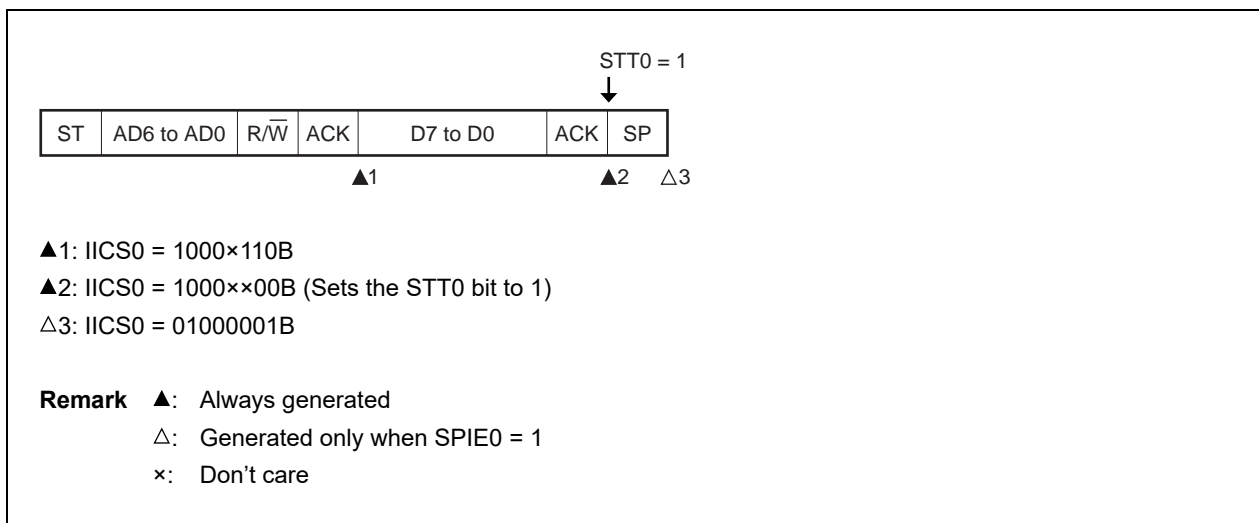 STT0 = 1
ST AD6 to AD0 R/W̅ ACK D7 to D0 ACK SP
▲1 ▲2 △3
▲1: IICS0 = 1000×110B
▲2: IICS0 = 1000××00B (Sets the STT0 bit to 1)
△3: IICS0 = 01000001B
Remark ▲: Always generated
△: Generated only when SPIE0 = 1
×: Don’t care